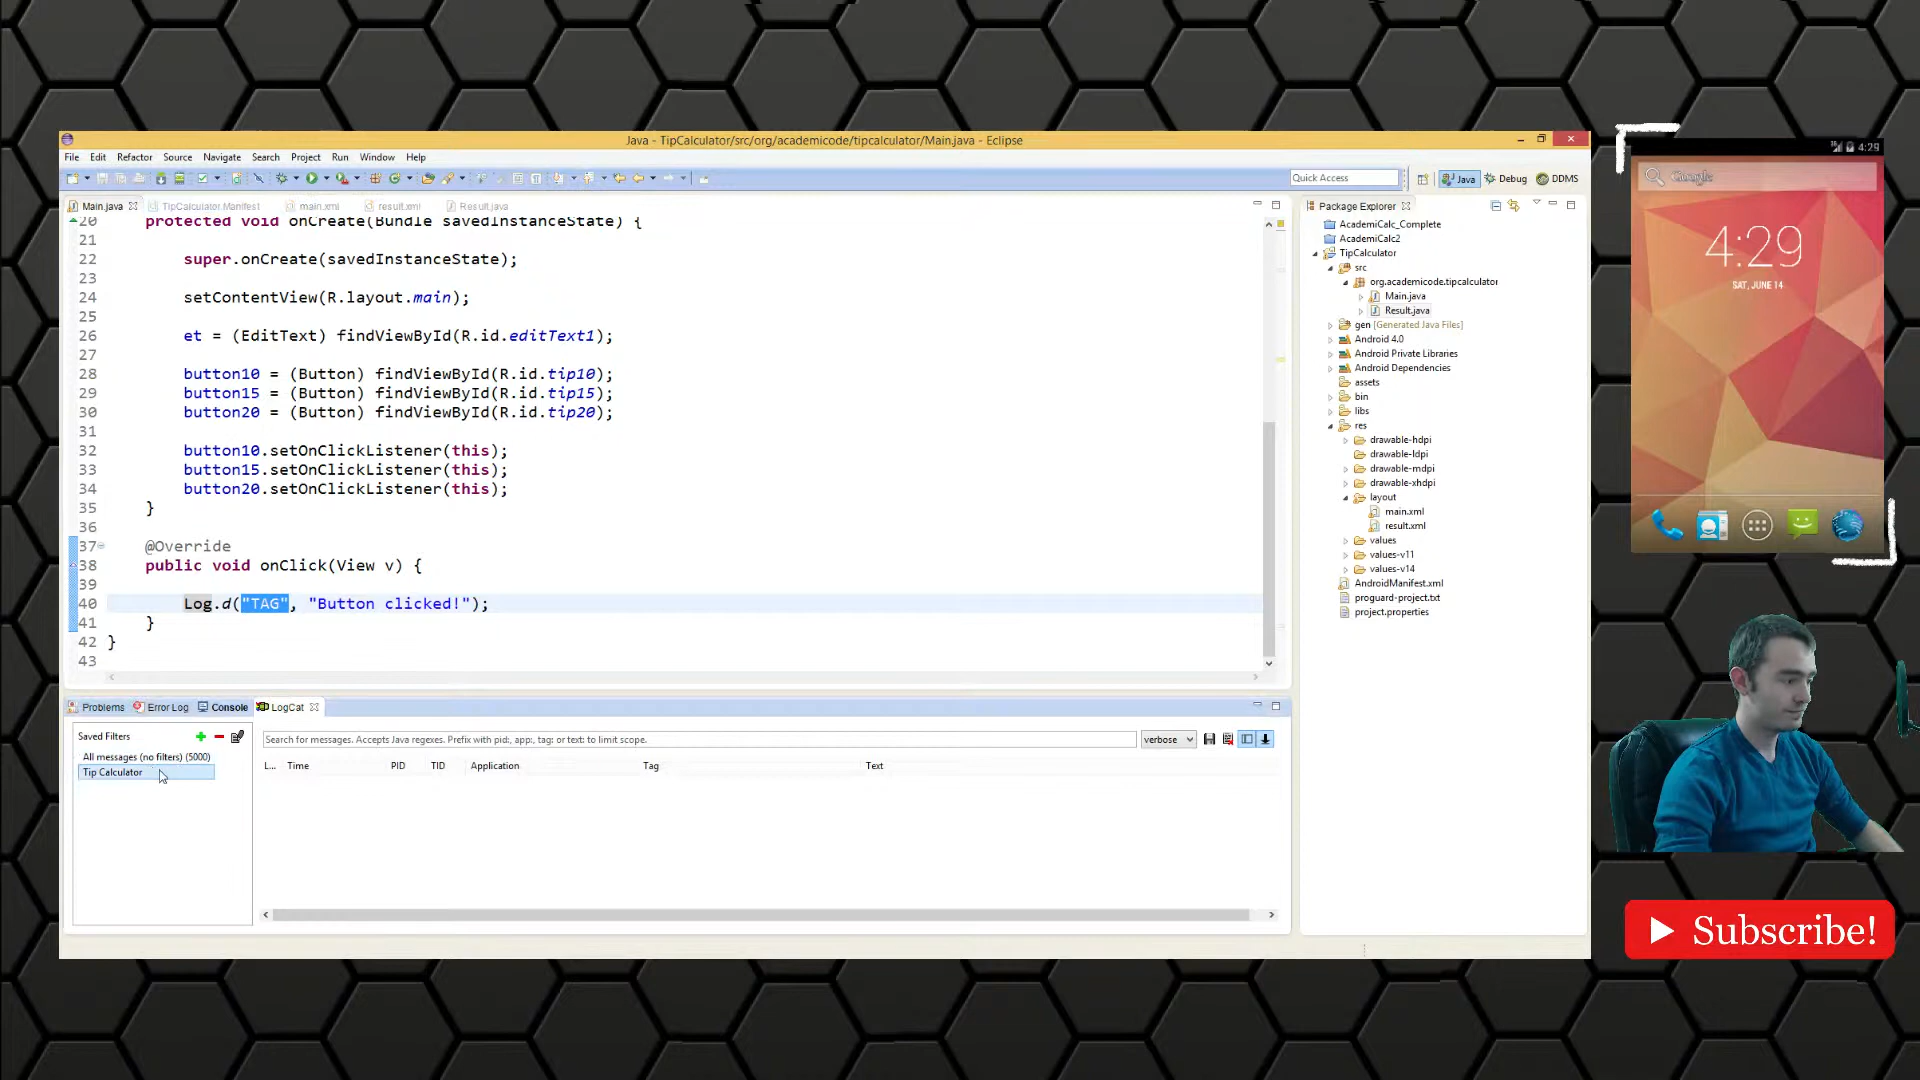 Java - TipCalculator/src/org/academicode/tipcalculator/Main.java - Eclipse
File Edit Refactor Source Navigate Search Project Run Window Help
Quick Access
Java Debug DDMS
Main.java TipCalculator Manifest main.xml result.xml Result.java
20 protected void onCreate(Bundle savedInstanceState) {
21
22 super.onCreate(savedInstanceState);
23
24 setContentView(R.layout.main);
25
26 et = (EditText) findViewById(R.id.editText1);
27
28 button10 = (Button) findViewById(R.id.tip10);
29 button15 = (Button) findViewById(R.id.tip15);
30 button20 = (Button) findViewById(R.id.tip20);
31
32 button10.setOnClickListener(this);
33 button15.setOnClickListener(this);
34 button20.setOnClickListener(this);
35 }
36
37 @Override
38 public void onClick(View v) {
39
40 Log.d("TAG", "Button clicked!");
41 }
42 }
43
Package Explorer
AcademiCalc_Complete
AcademiCalc2
TipCalculator
src
org.academicode.tipcalculator
Main.java
Result.java
gen [Generated Java Files]
Android 4.0
Android Private Libraries
Android Dependencies
assets
bin
libs
res
drawable-hdpi
drawable-ldpi
drawable-mdpi
drawable-xhdpi
layout
main.xml
result.xml
values
values-v11
values-v14
AndroidManifest.xml
proguard-project.txt
project.properties
Problems Error Log Console LogCat
Saved Filters
All messages (no filters) (5000)
Tip Calculator
Search for messages. Accepts Java regexes. Prefix with pid:, app:, tag: or text: to limit scope.
verbose
L... Time PID TID Application Tag Text
4:29
Google
4:29
SAT, JUNE 14
Subscribe!